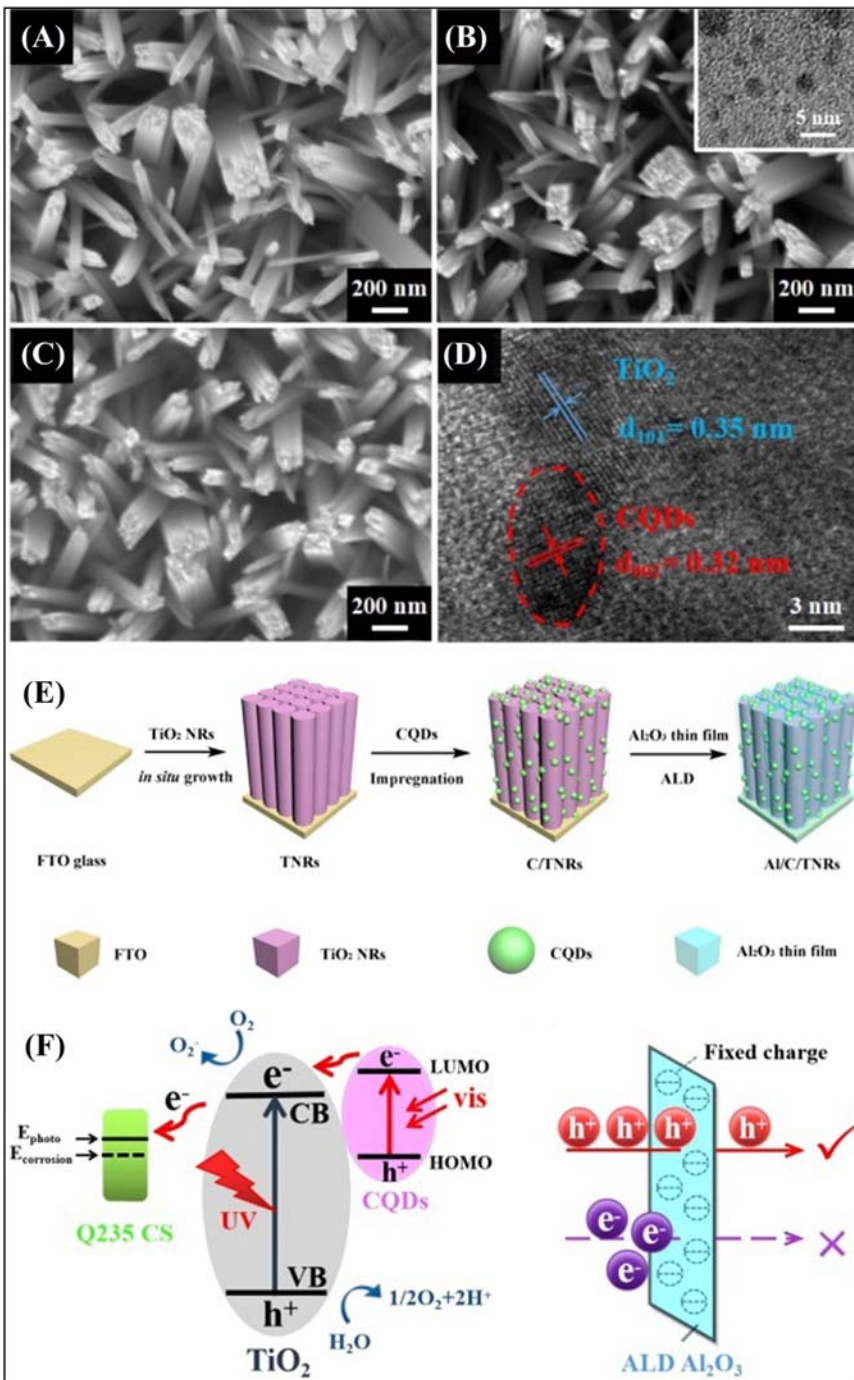 (A)
200 nm
(B)
5 nm
200 nm
(C)
200 nm
(D)
TiO₂
d₁₀₁= 0.35 nm
CQDs
d₀₀₂= 0.32 nm
3 nm
(E)
TiO₂ NRs
in situ growth
CQDs
Impregnation
Al₂O₃ thin film
ALD
FTO glass
TNRs
C/TNRs
Al/C/TNRs
FTO
TiO₂ NRs
CQDs
Al₂O₃ thin film
(F)
O₂
O₂⁻
e⁻
CB
e⁻
LUMO
vis
h⁺
HOMO
CQDs
e⁻
E_photo
E_corrosion
Q235 CS
UV
VB
h⁺
1/2O₂+2H⁺
H₂O
TiO₂
Fixed charge
h⁺ h⁺ h⁺ h⁺
e⁻ e⁻
e⁻
ALD Al₂O₃